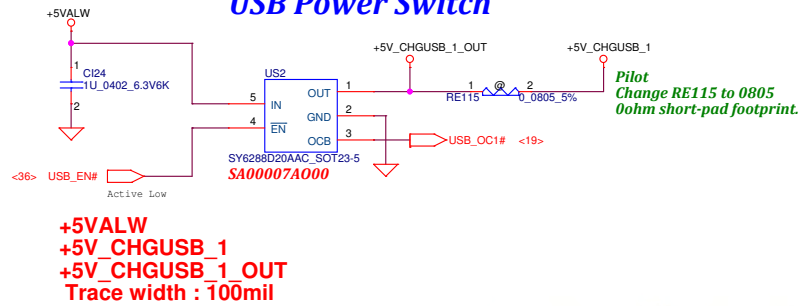 USB Power Switch
+5VALW
+5V_CHGUSB_1_OUT
+5V_CHGUSB_1
1
CI24
1U_0402_6.3V6K
2
US2
5 IN
4 EN
OUT 1
GND 2
OCB 3
SY6288D20AAC_SOT23-5
SA00007AO00
1 @ 2
RE115 0_0805_5%
Pilot
Change RE115 to 0805
0ohm short-pad footprint.
USB_OC1# <19>
<36> USB_EN#
Active Low
+5VALW
+5V_CHGUSB_1
+5V_CHGUSB_1_OUT
Trace width : 100mil